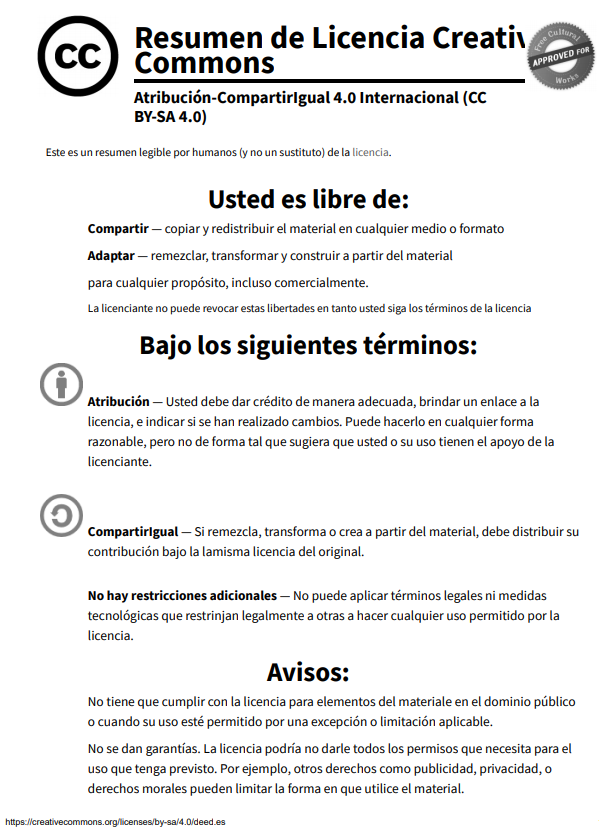 cc
Resumen de Licencia Creativ
Commons
Free Cultural
APPROVED FOR
Works
Atribución-CompartirIgual 4.0 Internacional (CC
BY-SA 4.0)
Este es un resumen legible por humanos (y no un sustituto) de la licencia.
Usted es libre de:
Compartir — copiar y redistribuir el material en cualquier medio o formato
Adaptar — remezclar, transformar y construir a partir del material
para cualquier propósito, incluso comercialmente.
La licenciante no puede revocar estas libertades en tanto usted siga los términos de la licencia
Bajo los siguientes términos:
Atribución — Usted debe dar crédito de manera adecuada, brindar un enlace a la
licencia, e indicar si se han realizado cambios. Puede hacerlo en cualquier forma
razonable, pero no de forma tal que sugiera que usted o su uso tienen el apoyo de la
licenciante.
CompartirIgual — Si remezcla, transforma o crea a partir del material, debe distribuir su
contribución bajo la lamisma licencia del original.
No hay restricciones adicionales — No puede aplicar términos legales ni medidas
tecnológicas que restrinjan legalmente a otras a hacer cualquier uso permitido por la
licencia.
Avisos:
No tiene que cumplir con la licencia para elementos del materiale en el dominio público
o cuando su uso esté permitido por una excepción o limitación aplicable.
No se dan garantías. La licencia podría no darle todos los permisos que necesita para el
uso que tenga previsto. Por ejemplo, otros derechos como publicidad, privacidad, o
derechos morales pueden limitar la forma en que utilice el material.
https://creativecommons.org/licenses/by-sa/4.0/deed.es